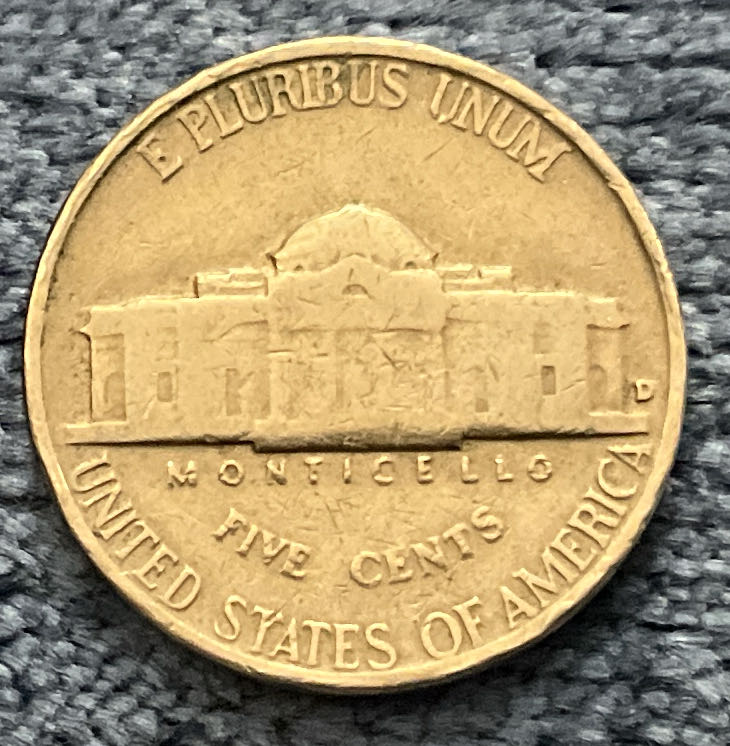 E PLURIBUS UNUM
D
MONTICELLO
FIVE CENTS
UNITED STATES OF AMERICA